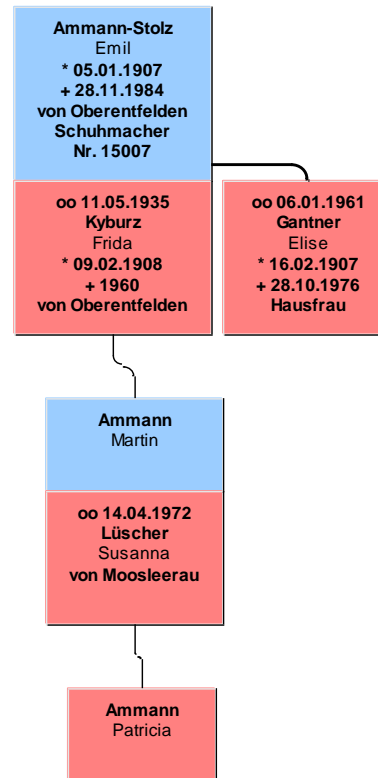 Ammann-Stolz
Emil
* 05.01.1907
+ 28.11.1984
von Oberentfelden
Schuhmacher
Nr. 15007
oo 11.05.1935
Kyburz
Frida
* 09.02.1908
+ 1960
von Oberentfelden
oo 06.01.1961
Gantner
Elise
* 16.02.1907
+ 28.10.1976
Hausfrau
Ammann
Martin
oo 14.04.1972
Lüscher
Susanna
von Moosleerau
Ammann
Patricia